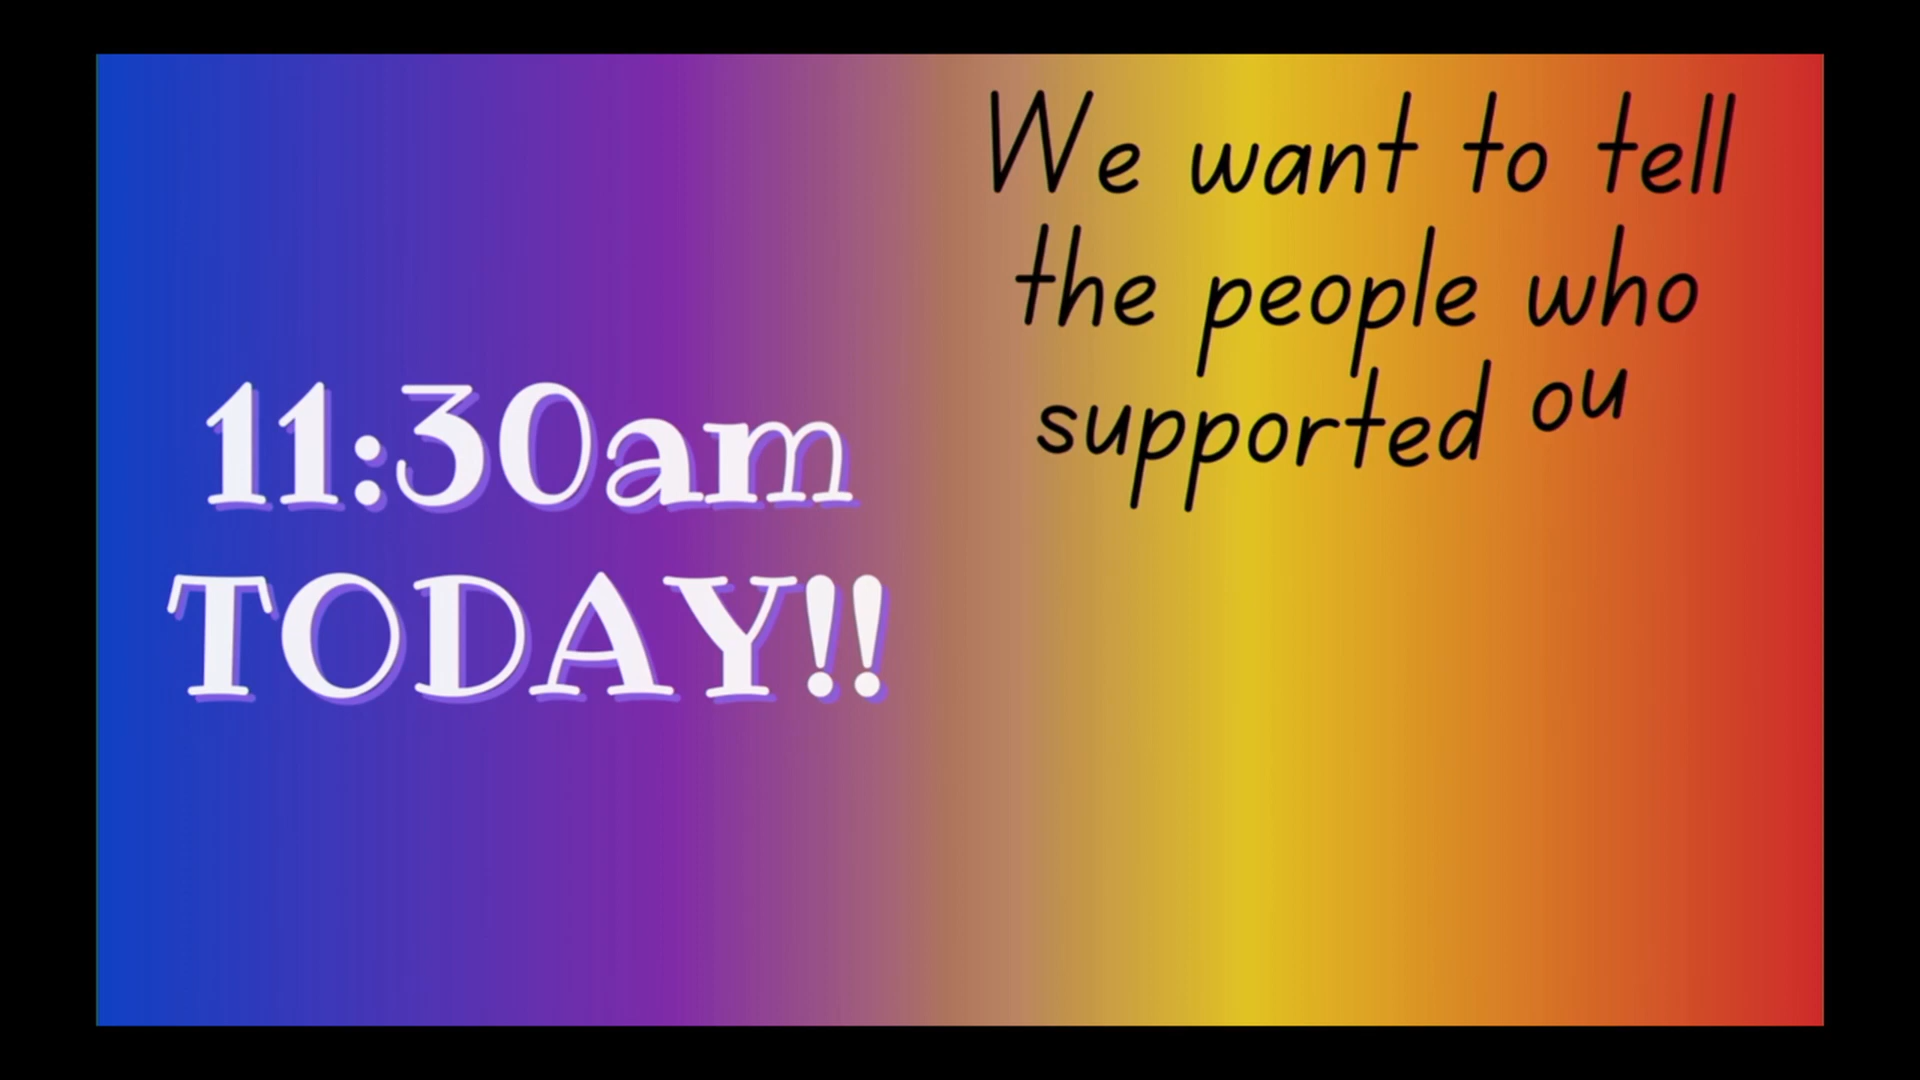 11:30am
TODAY!!
We want to tell
the people who
supported ou